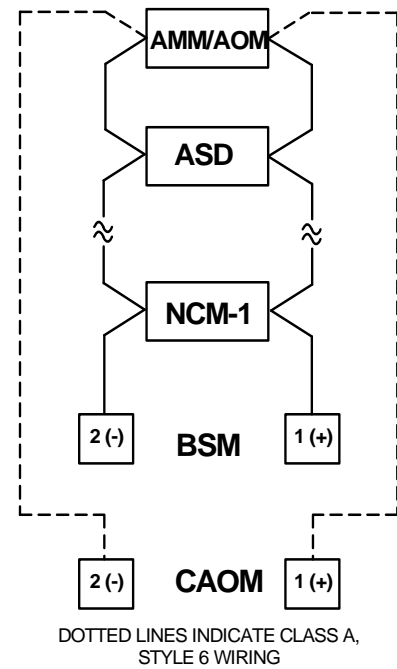 AMM/AOM
ASD
≈ ≈
NCM-1
2 (-) BSM 1 (+)
2 (-) CAOM 1 (+)
DOTTED LINES INDICATE CLASS A,
STYLE 6 WIRING